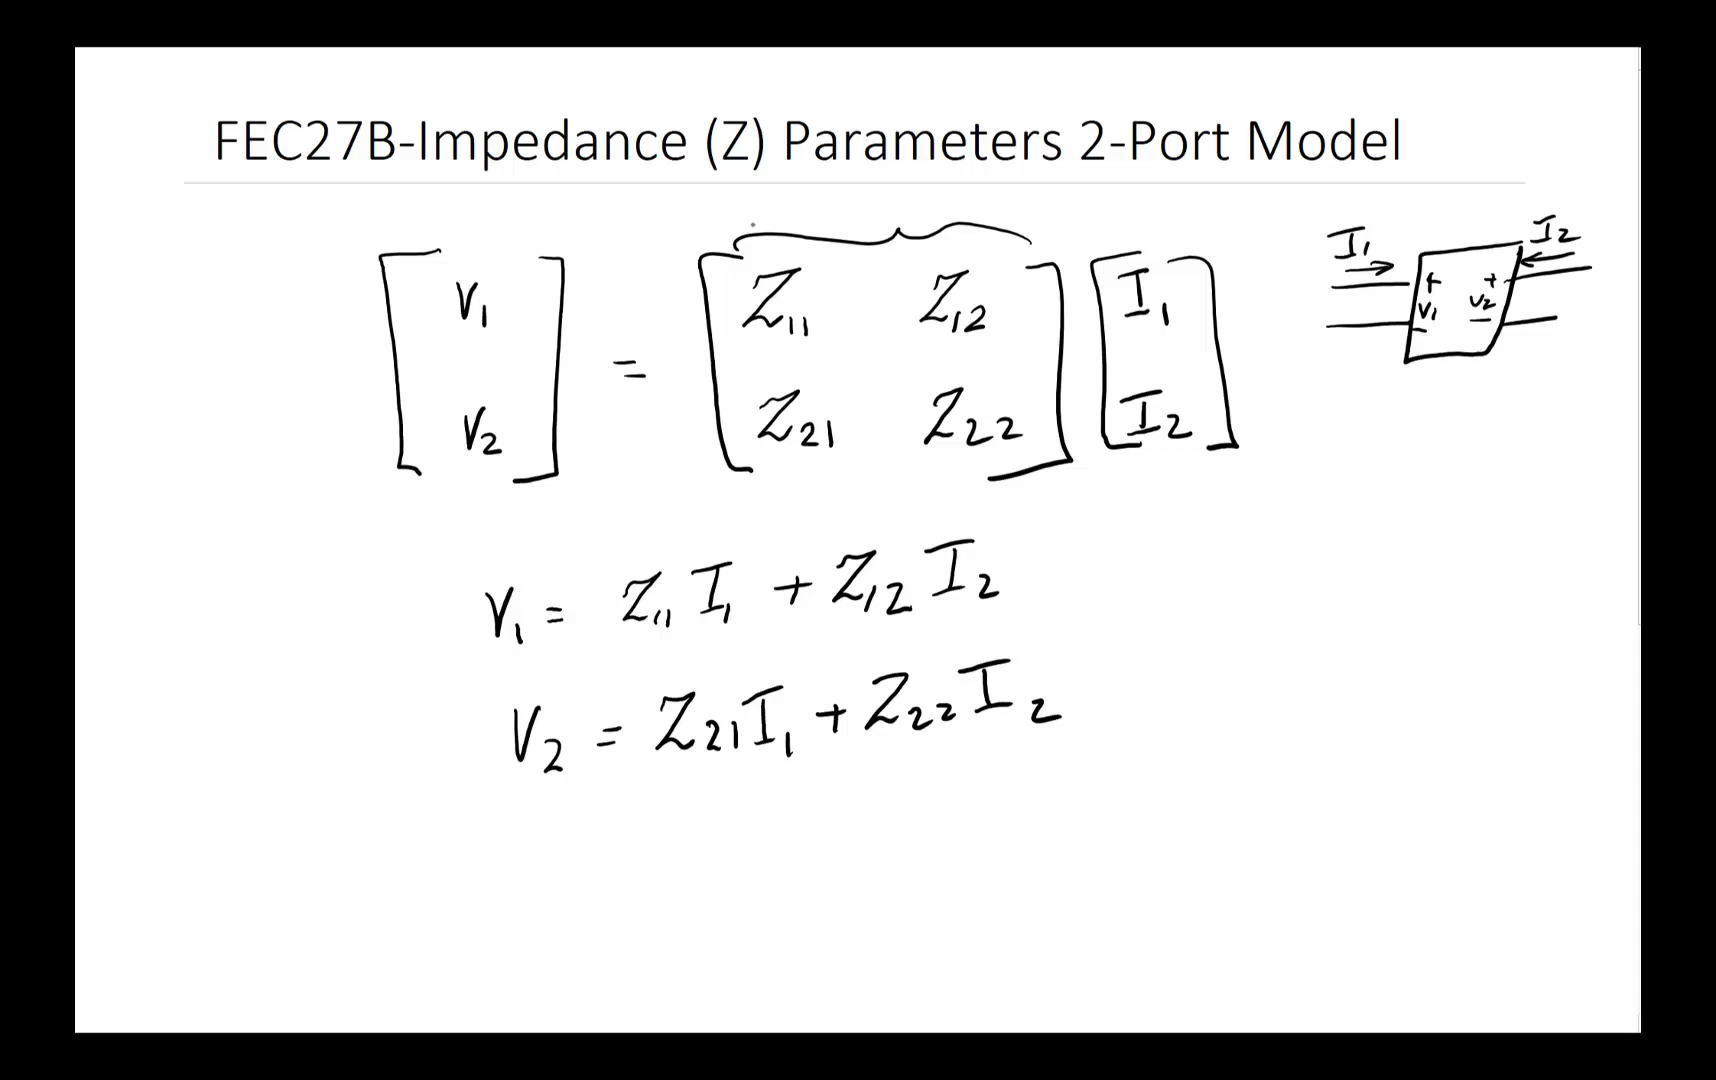 FEC27B-Impedance (Z) Parameters 2-Port Model
[V1 V2] = [Z11 Z12 Z21 Z22] [I1 I2]
I1 I2
+ +
V1 V2
- -
V1 = Z11 I1 + Z12 I2
V2 = Z21 I1 + Z22 I2